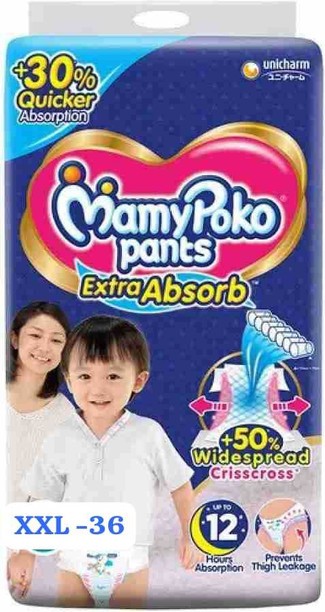 +30%
Quicker
Absorption
unicharm
ユニ・チャーム
MamyPoko
pants
Extra Absorb
+50%
Widespread
Crisscross
XXL -36
UP TO
12
Hours
Absorption
Prevents
Thigh Leakage